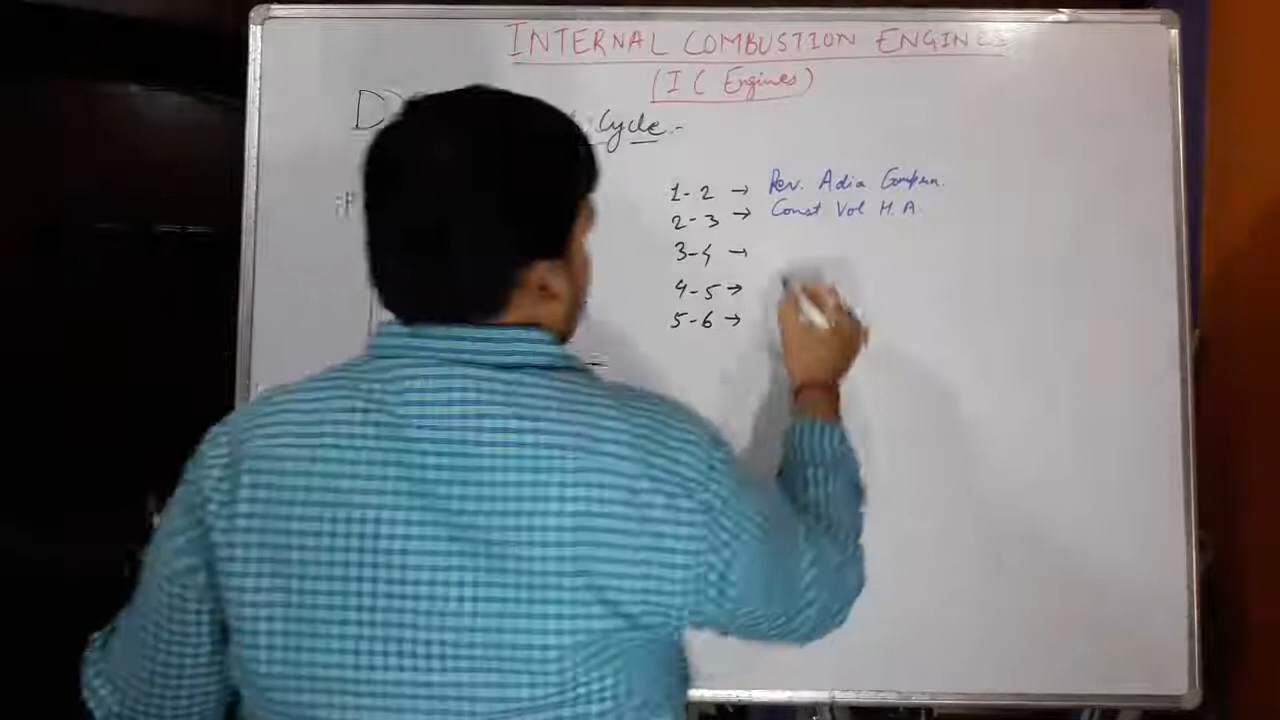 INTERNAL COMBUSTION ENGINES
(I C Engines)
Cycle :-
1-2 → Rev. Adia Compun.
2-3 → Const Vol H.A.
3-4 →
4-5 →
5-6 →